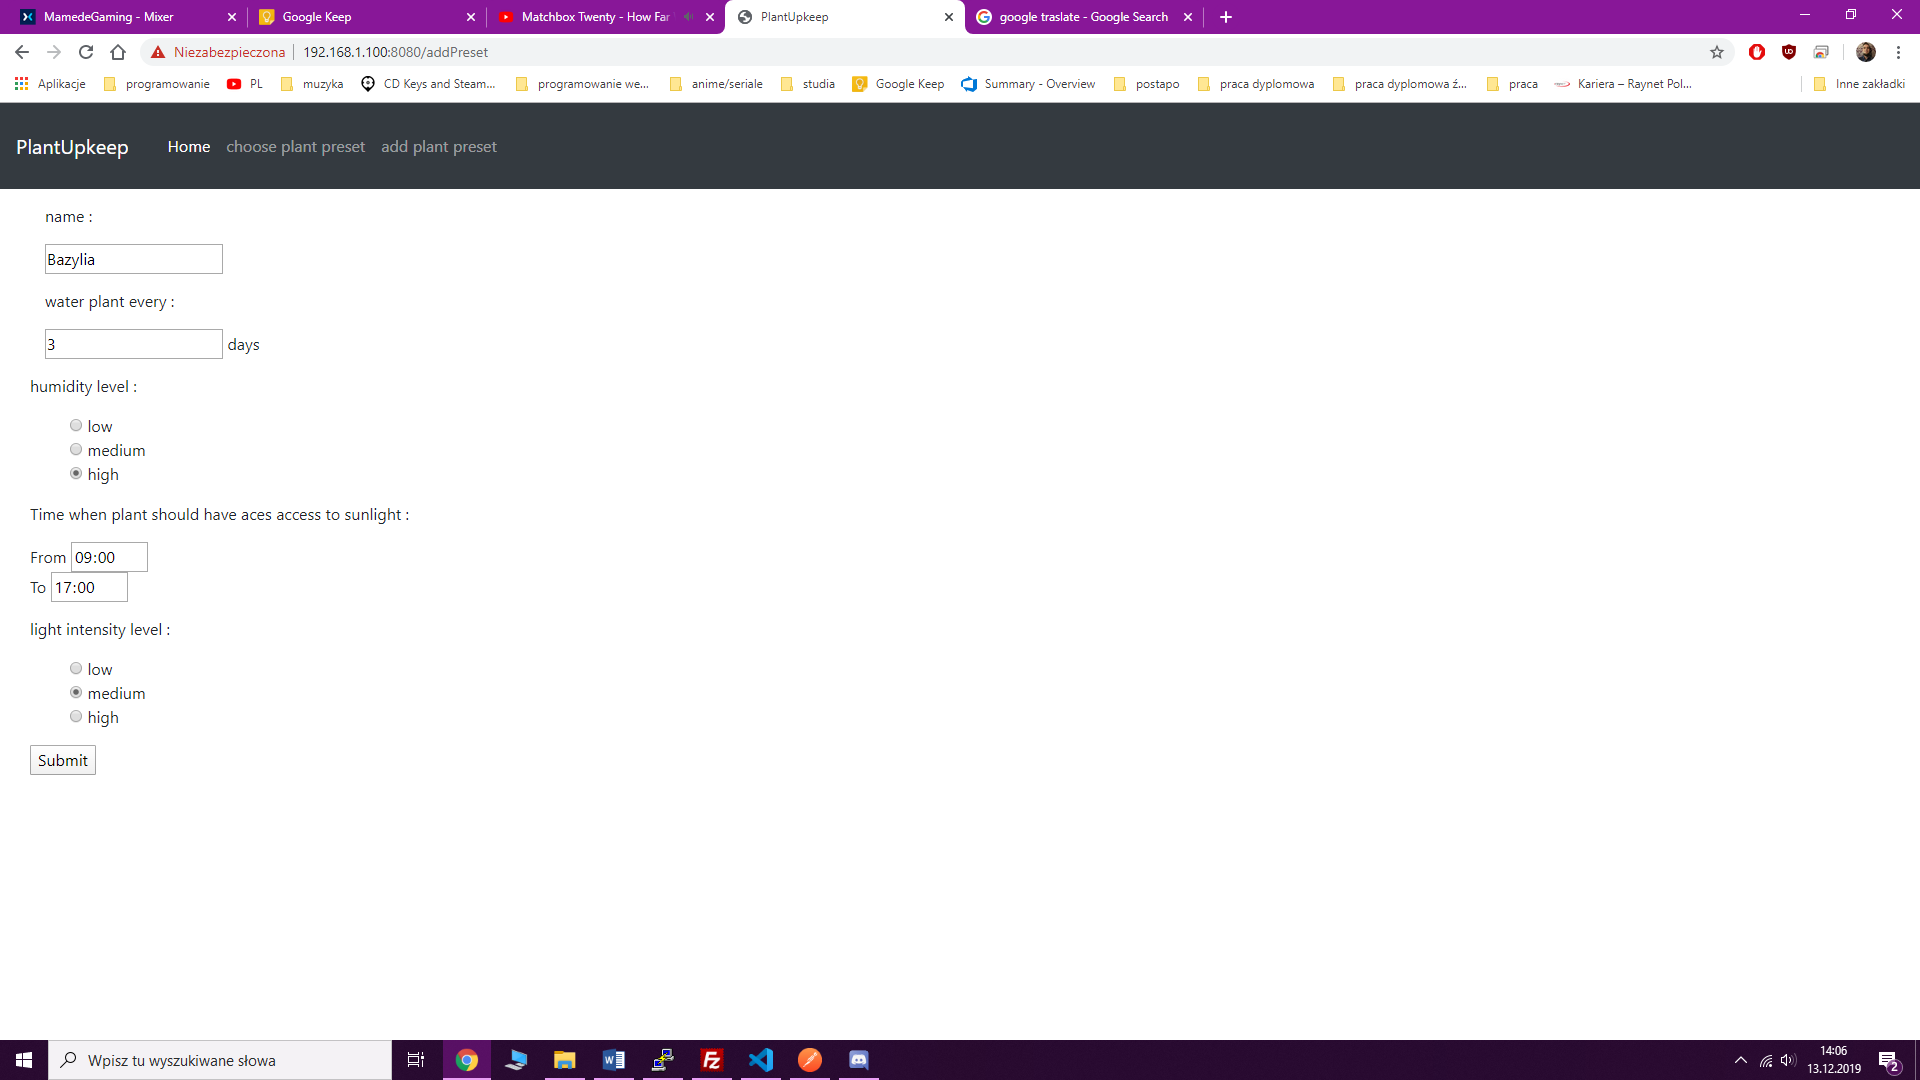 MamedeGaming - Mixer
Google Keep
Matchbox Twenty - How Far
PlantUpkeep
google traslate - Google Search
Niezabezpieczona
192.168.1.100:8080/addPreset
Aplikacje
programowanie
PL
muzyka
CD Keys and Steam...
programowanie we...
anime/seriale
studia
Google Keep
Summary - Overview
postapo
praca dyplomowa
praca dyplomowa ź...
praca
Kariera – Raynet Pol...
Inne zakładki
PlantUpkeep
Home
choose plant preset
add plant preset
name :
Bazylia
water plant every :
3 days
humidity level :
low
medium
high
Time when plant should have aces access to sunlight :
From 09:00
To 17:00
light intensity level :
low
medium
high
Submit
Wpisz tu wyszukiwane słowa
14:06
13.12.2019
2